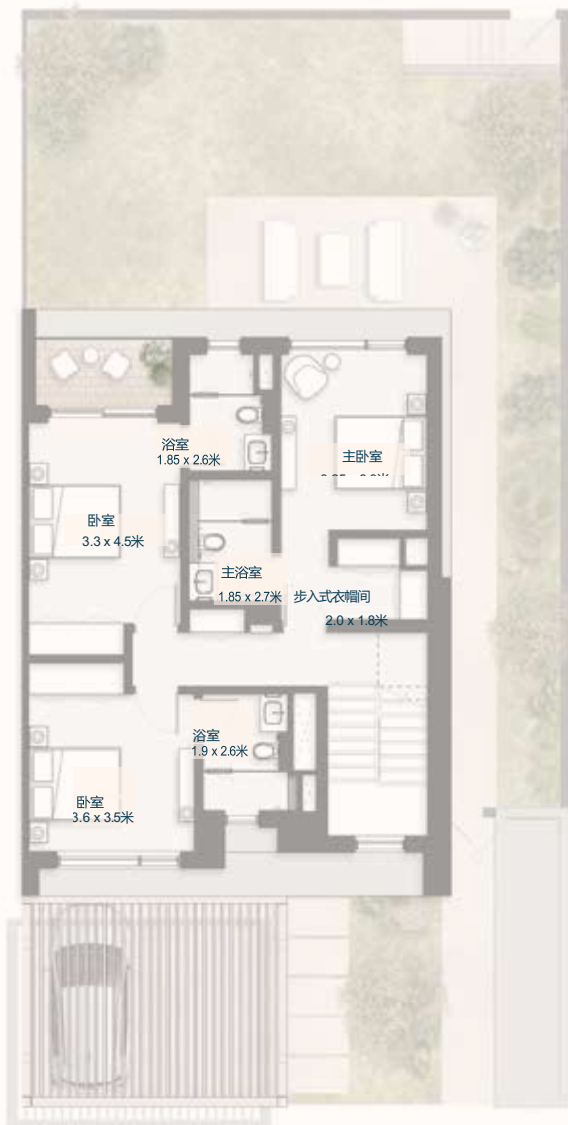 浴室
1.85 x 2.6米
主卧室
卧室
3.3 x 4.5米
主浴室
1.85 x 2.7米
步入式衣帽间
2.0 x 1.8米
浴室
1.9 x 2.6米
卧室
3.6 x 3.5米